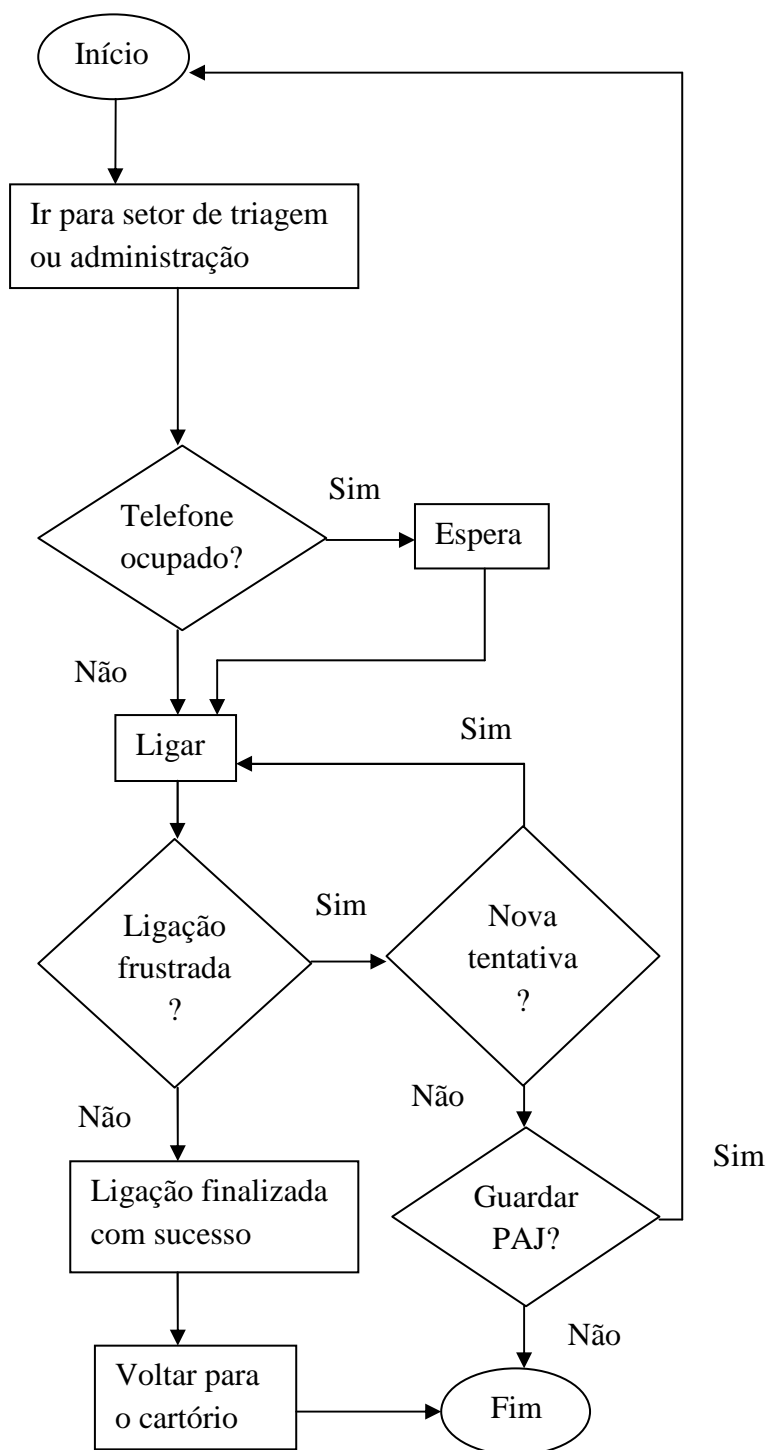 Início
Ir para setor de triagem
ou administração
Sim
Telefone
ocupado?
Espera
Não
Ligar
Sim
Ligação
frustrada
?
Sim
Nova
tentativa
?
Não
Não
Ligação finalizada
com sucesso
Guardar
PAJ?
Sim
Voltar para
o cartório
Não
Fim